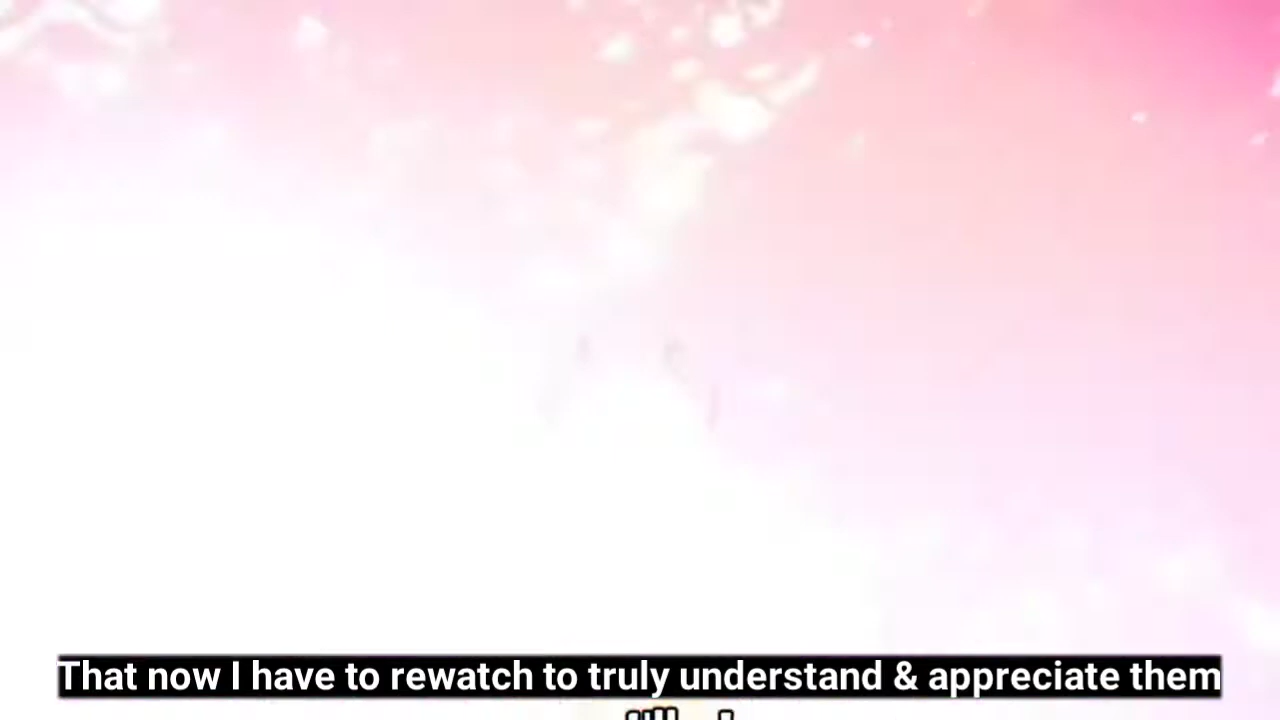 That now I have to rewatch to truly understand & appreciate them